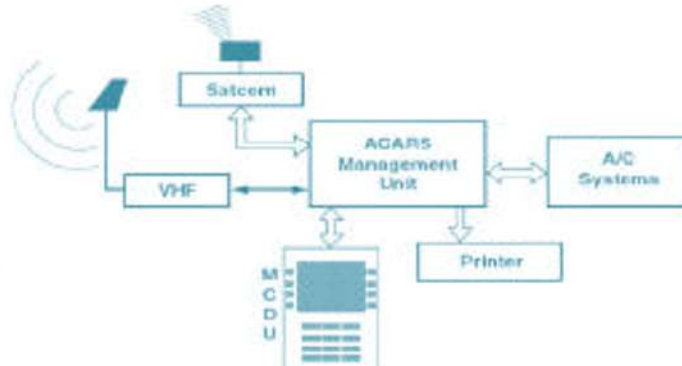 Satcom
ACARS
Management
Unit
A/C
Systems
VHF
Printer
M
C
D
U